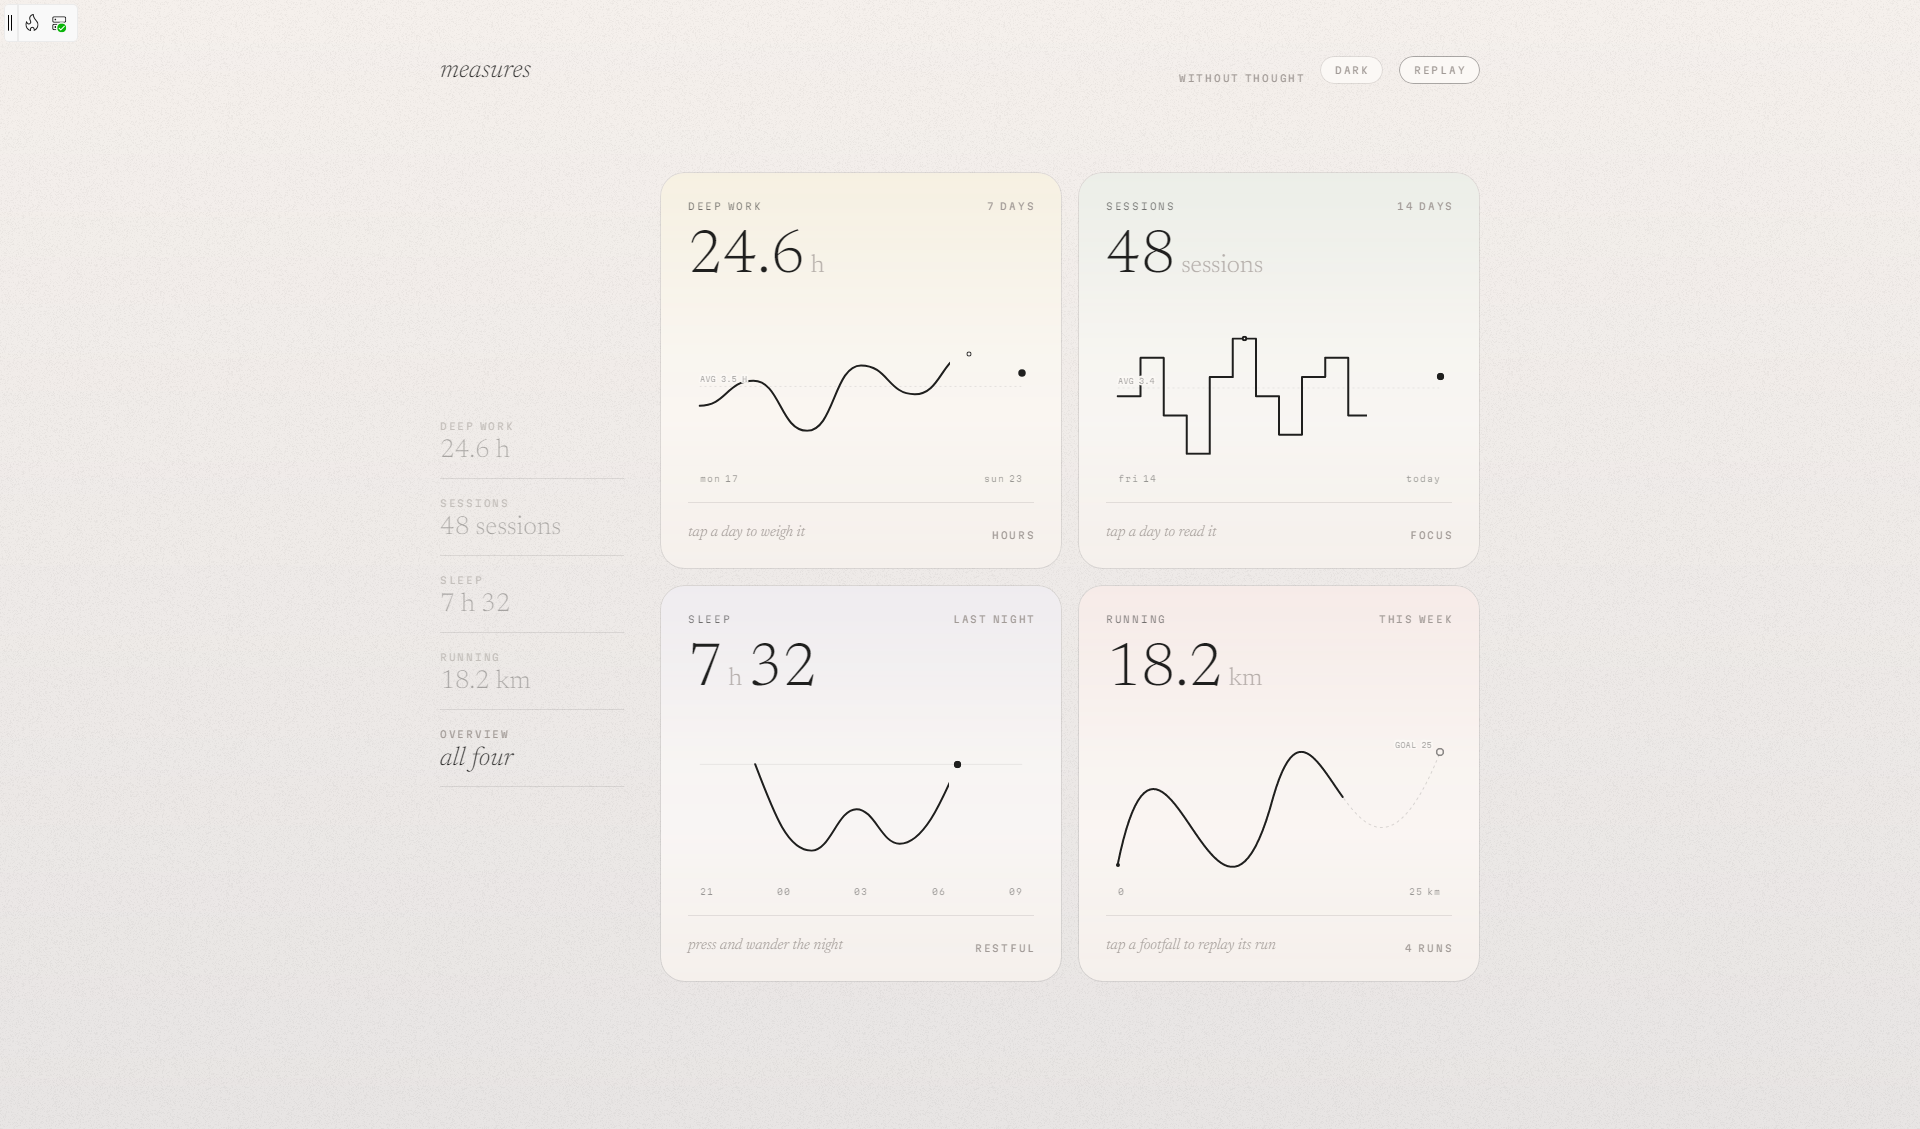 measures
WITHOUT THOUGHT
DARK
REPLAY
DEEP WORK
24.6 h
SESSIONS
48 sessions
SLEEP
7 h 32
RUNNING
18.2 km
OVERVIEW
all four
DEEP WORK
7 DAYS
24.6 h
AVG 3.5 H
mon 17
sun 23
tap a day to weigh it
HOURS
SESSIONS
14 DAYS
48 sessions
AVG 3.4
fri 14
today
tap a day to read it
FOCUS
SLEEP
LAST NIGHT
7 h 32
21
00
03
06
09
press and wander the night
RESTFUL
RUNNING
THIS WEEK
18.2 km
GOAL 25
0
25 km
tap a footfall to replay its run
4 RUNS